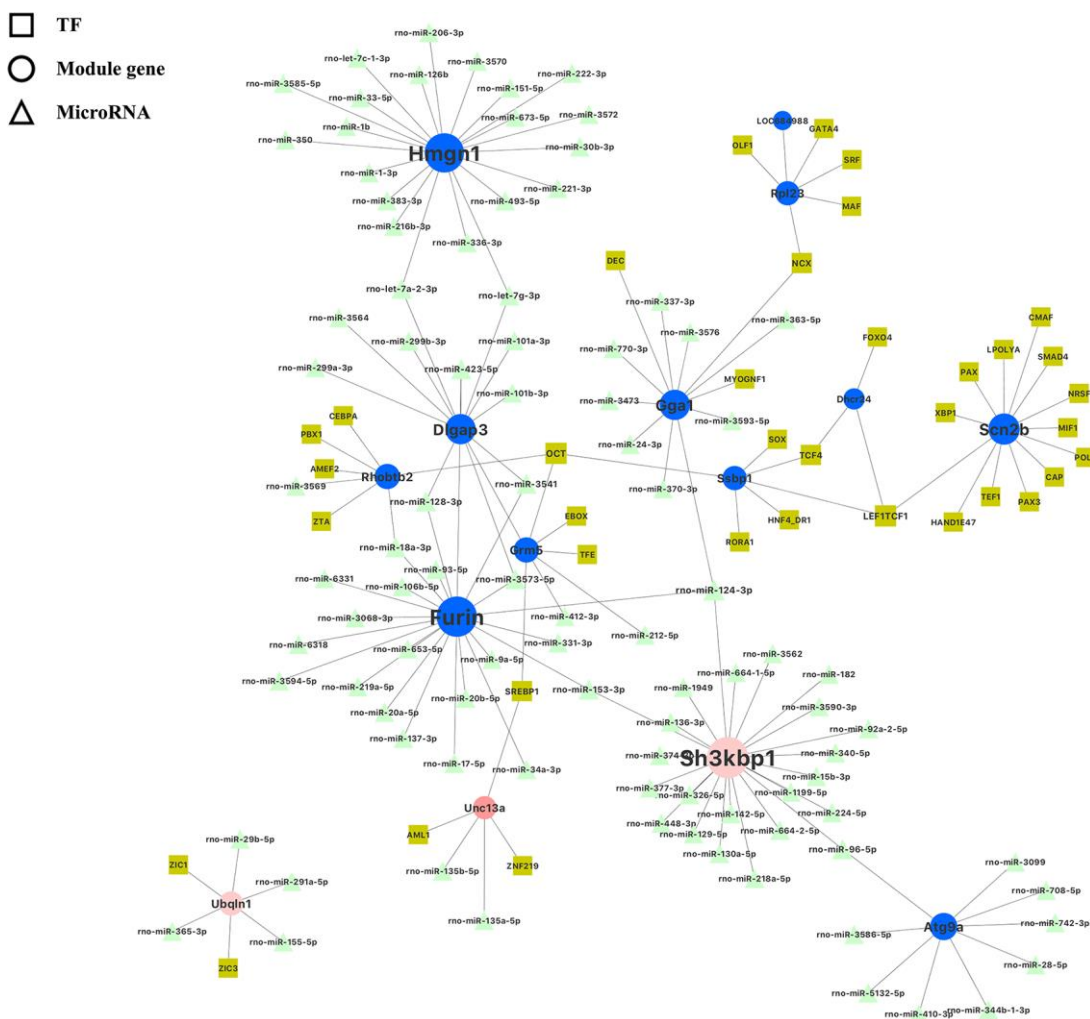 TF
Module gene
MicroRNA
rno-miR-206-3p
rno-let-7c-1-3p
rno-miR-3570
rno-miR-126b
rno-miR-222-3p
rno-miR-3585-5p
rno-miR-151-5p
rno-miR-33-5p
rno-miR-673-5p
rno-miR-3572
rno-miR-1b
rno-miR-350
rno-miR-30b-3p
Hmgn1
rno-miR-1-3p
rno-miR-221-3p
rno-miR-383-3p
rno-miR-493-5p
rno-miR-216b-3p
rno-miR-336-3p
GATA4
OLF1
SRF
Rpl23
MAF
NCX
DEC
rno-let-7a-2-3p
rno-let-7g-3p
rno-miR-337-3p
rno-miR-3564
rno-miR-363-5p
rno-miR-3576
rno-miR-299b-3p
rno-miR-101a-3p
rno-miR-770-3p
rno-miR-299a-3p
rno-miR-423-5p
rno-miR-101b-3p
MYOGNF1
rno-miR-3473
Gga1
rno-miR-3593-5p
rno-miR-24-3p
FOXO4
Dhcr24
CMAF
LPOLYA
SMAD4
PAX
NRSF
XBP1
Scn2b
MIF1
POL
CAP
TEF1
PAX3
HAND1E47
CEBPA
Dlgap3
PBX1
AMEF2
Rhobtb2
OCT
SOX
TCF4
rno-miR-3569
rno-miR-3541
Ssbp1
rno-miR-128-3p
rno-miR-370-3p
ZTA
EBOX
HNF4_DR1
LEF1TCF1
RORA1
rno-miR-18a-3p
Grm5
TFE
rno-miR-93-5p
rno-miR-3573-5p
rno-miR-6331
rno-miR-106b-5p
rno-miR-124-3p
Furin
rno-miR-3068-3p
rno-miR-412-3p
rno-miR-212-5p
rno-miR-6318
rno-miR-653-5p
rno-miR-331-3p
rno-miR-9a-5p
rno-miR-3594-5p
rno-miR-219a-5p
rno-miR-20b-5p
SREBP1
rno-miR-153-3p
rno-miR-20a-5p
rno-miR-137-3p
rno-miR-17-5p
rno-miR-34a-3p
rno-miR-3562
rno-miR-664-1-5p
rno-miR-182
rno-miR-1949
rno-miR-3590-3p
rno-miR-136-3p
rno-miR-92a-2-5p
Sh3kbp1
rno-miR-340-5p
rno-miR-15b-3p
rno-miR-377-3p
rno-miR-326-5p
rno-miR-1199-5p
rno-miR-142-5p
rno-miR-224-5p
rno-miR-448-3p
rno-miR-129-5p
rno-miR-664-2-5p
rno-miR-130a-5p
rno-miR-96-5p
rno-miR-218a-5p
Unc13a
AML1
ZNF219
rno-miR-135b-5p
rno-miR-135a-5p
rno-miR-29b-5p
ZIC1
rno-miR-291a-5p
Ubqln1
rno-miR-365-3p
rno-miR-155-5p
ZIC3
rno-miR-3099
rno-miR-708-5p
Atg9a
rno-miR-742-3p
rno-miR-3586-5p
rno-miR-28-5p
rno-miR-5132-5p
rno-miR-410-3p
rno-miR-344b-1-3p